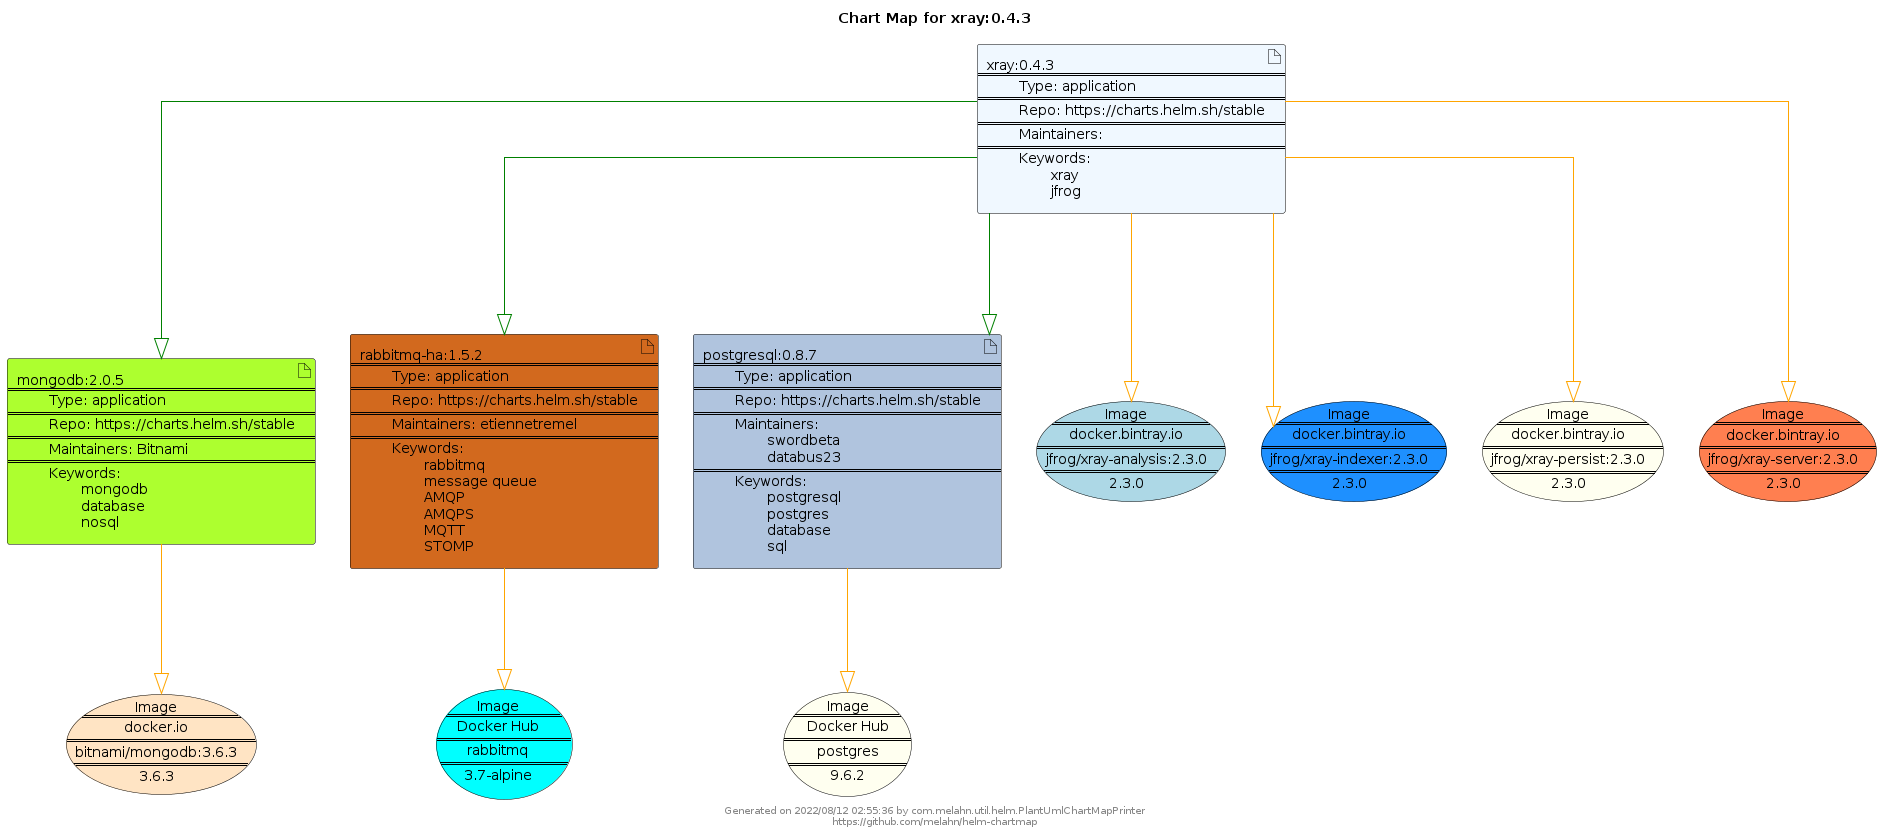 Chart Map for xray:0.4.3
xray:0.4.3
Type: application
Repo: https://charts.helm.sh/stable
Maintainers:
Keywords:
xray
jfrog
mongodb:2.0.5
Type: application
Repo: https://charts.helm.sh/stable
Maintainers: Bitnami
Keywords:
mongodb
database
nosql
rabbitmq-ha:1.5.2
Type: application
Repo: https://charts.helm.sh/stable
Maintainers: etiennetremel
Keywords:
rabbitmq
message queue
AMQP
AMQPS
MQTT
STOMP
postgresql:0.8.7
Type: application
Repo: https://charts.helm.sh/stable
Maintainers:
swordbeta
databus23
Keywords:
postgresql
postgres
database
sql
Image
docker.bintray.io
jfrog/xray-analysis:2.3.0
2.3.0
Image
docker.bintray.io
jfrog/xray-indexer:2.3.0
2.3.0
Image
docker.bintray.io
jfrog/xray-persist:2.3.0
2.3.0
Image
docker.bintray.io
jfrog/xray-server:2.3.0
2.3.0
Image
docker.io
bitnami/mongodb:3.6.3
3.6.3
Image
Docker Hub
rabbitmq
3.7-alpine
Image
Docker Hub
postgres
9.6.2
Generated on 2022/08/12 02:55:36 by com.melahn.util.helm.PlantUmlChartMapPrinter
https://github.com/melahn/helm-chartmap